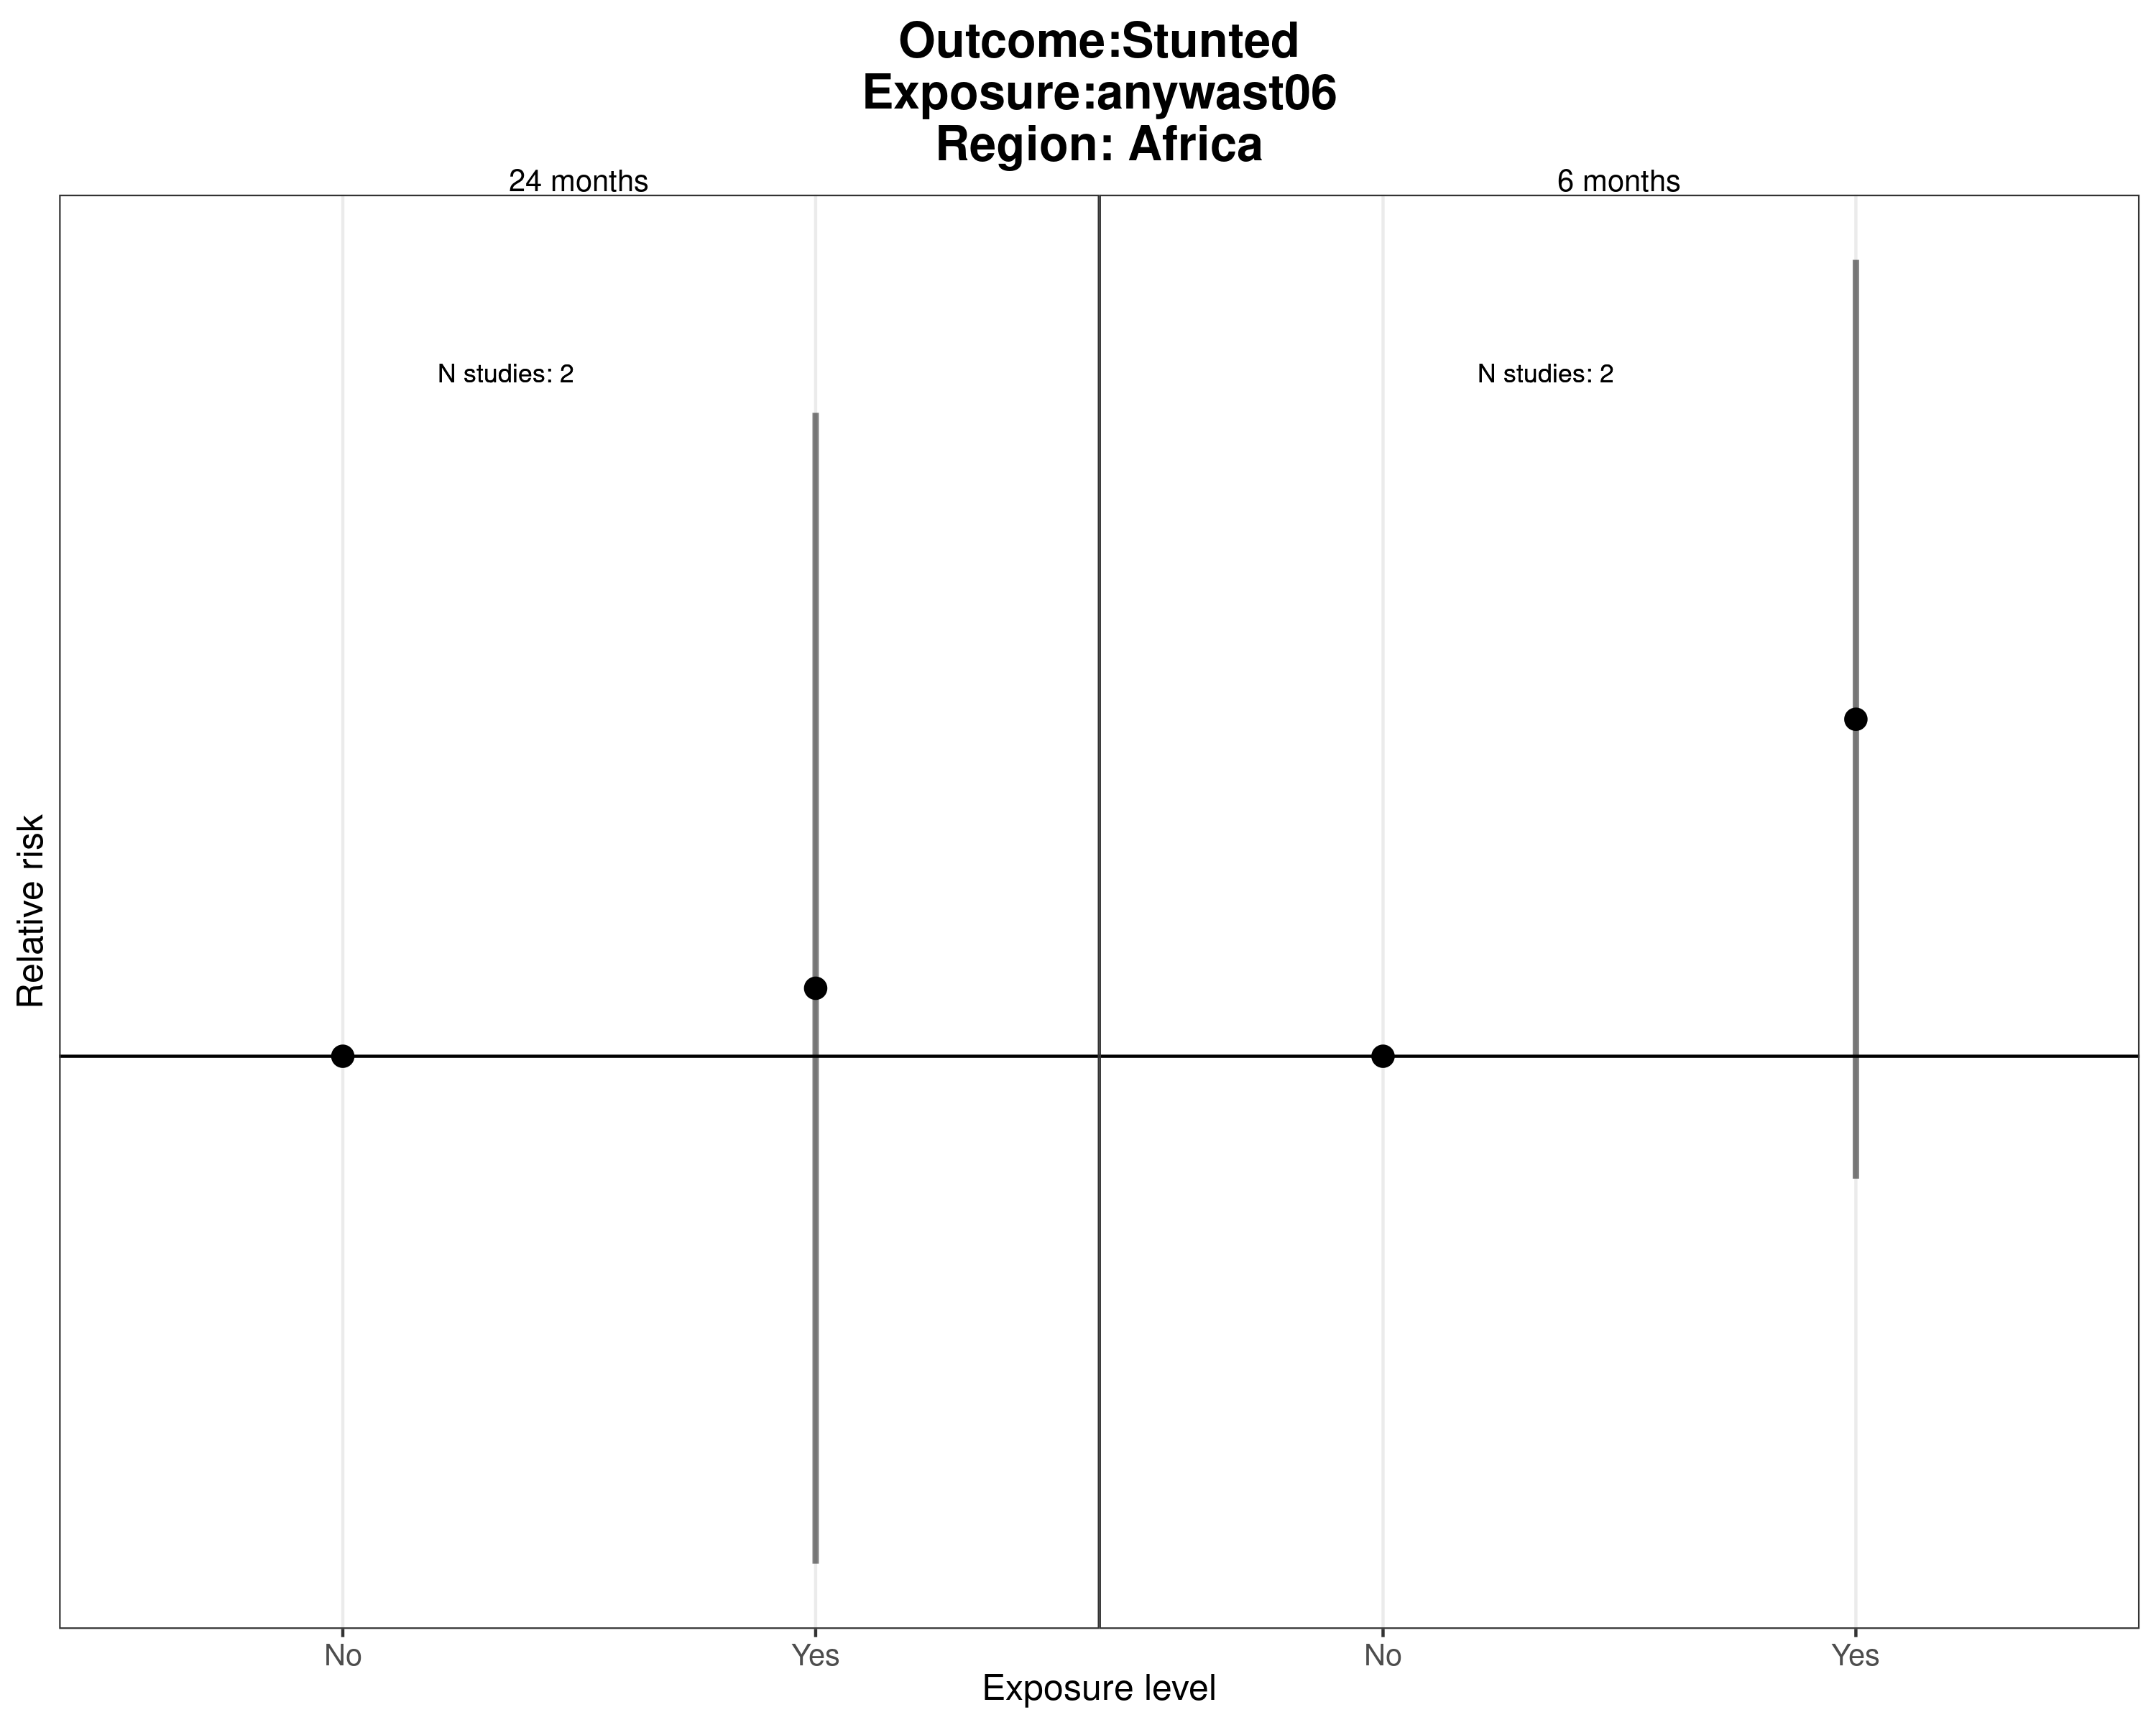 Outcome:Stunted
Exposure:anywast06
Region: Africa
24 months
6 months
N studies: 2
N studies: 2
Relative risk
No
Yes
No
Yes
Exposure level